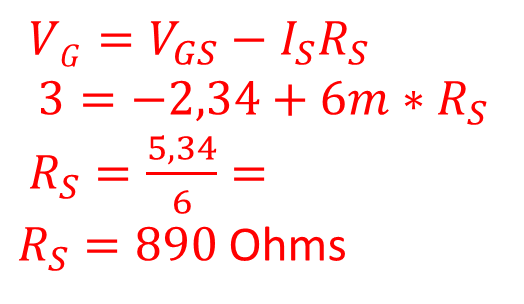 V_G = V_GS − I_S R_S
3 = −2,34 + 6m ∗ R_S
R_S = 5,34/6 =
R_S = 890 Ohms